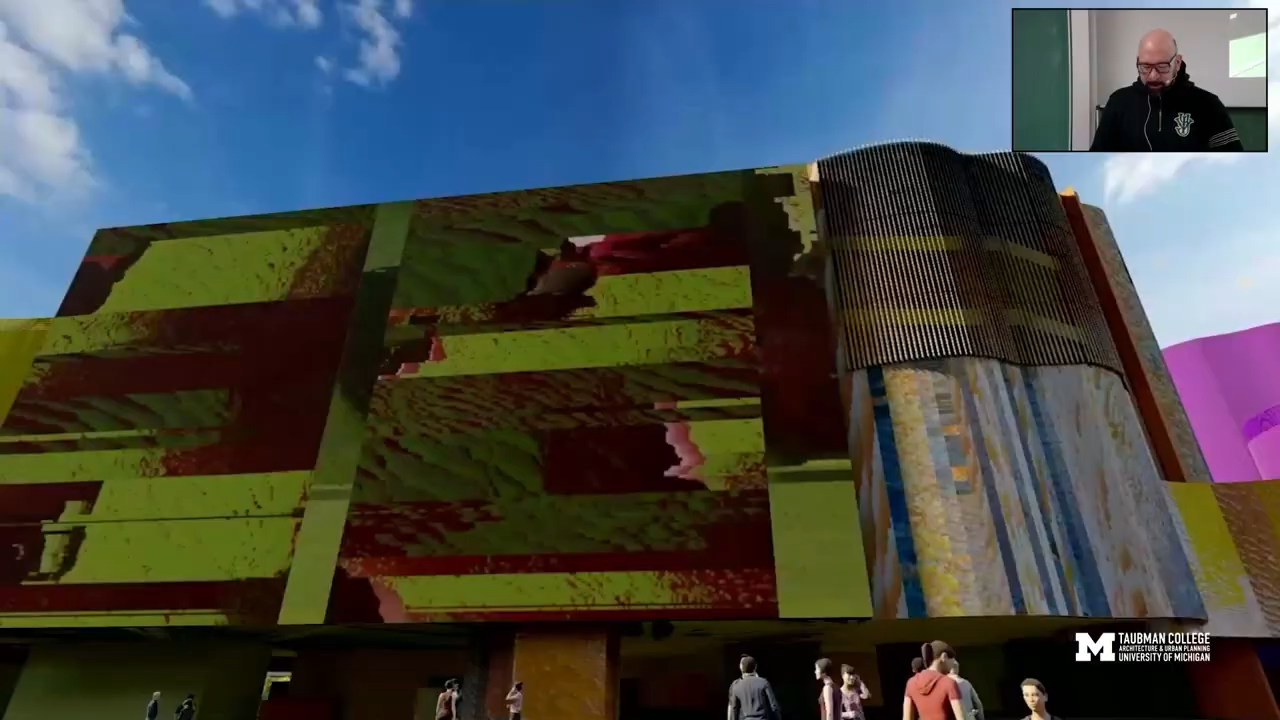 M
TAUBMAN COLLEGE
ARCHITECTURE & URBAN PLANNING
UNIVERSITY OF MICHIGAN